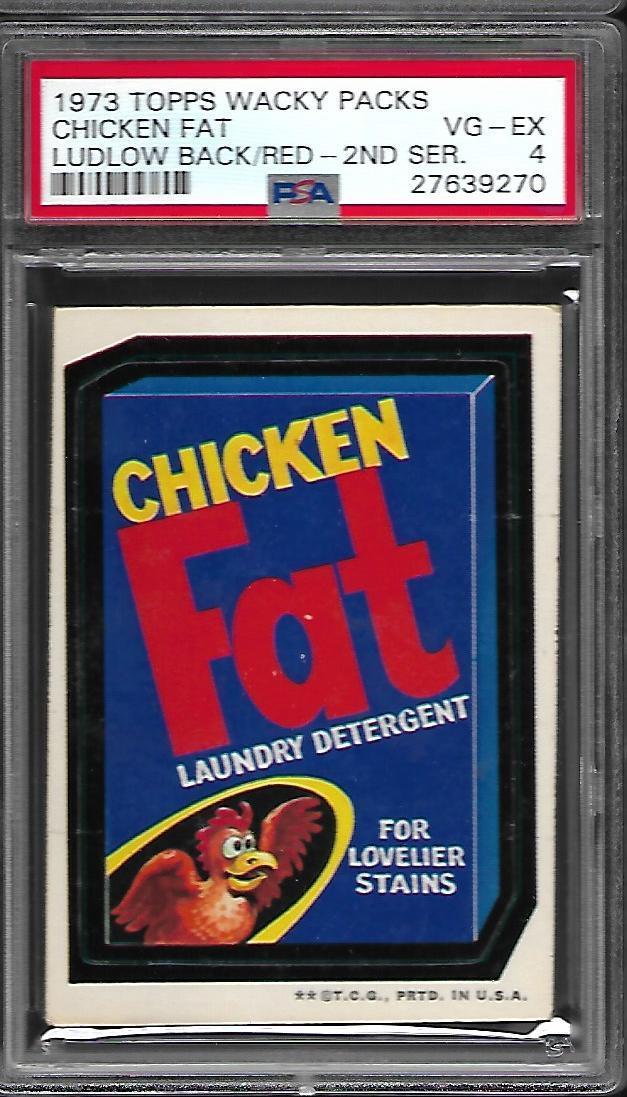 1973 TOPPS WACKY PACKS
CHICKEN FAT VG-EX
LUDLOW BACK/RED-2ND SER. 4
PSA 27639270
CHICKEN
Fat
LAUNDRY DETERGENT
FOR
LOVELIER
STAINS
**©T.C.G., PRTD. IN U.S.A.